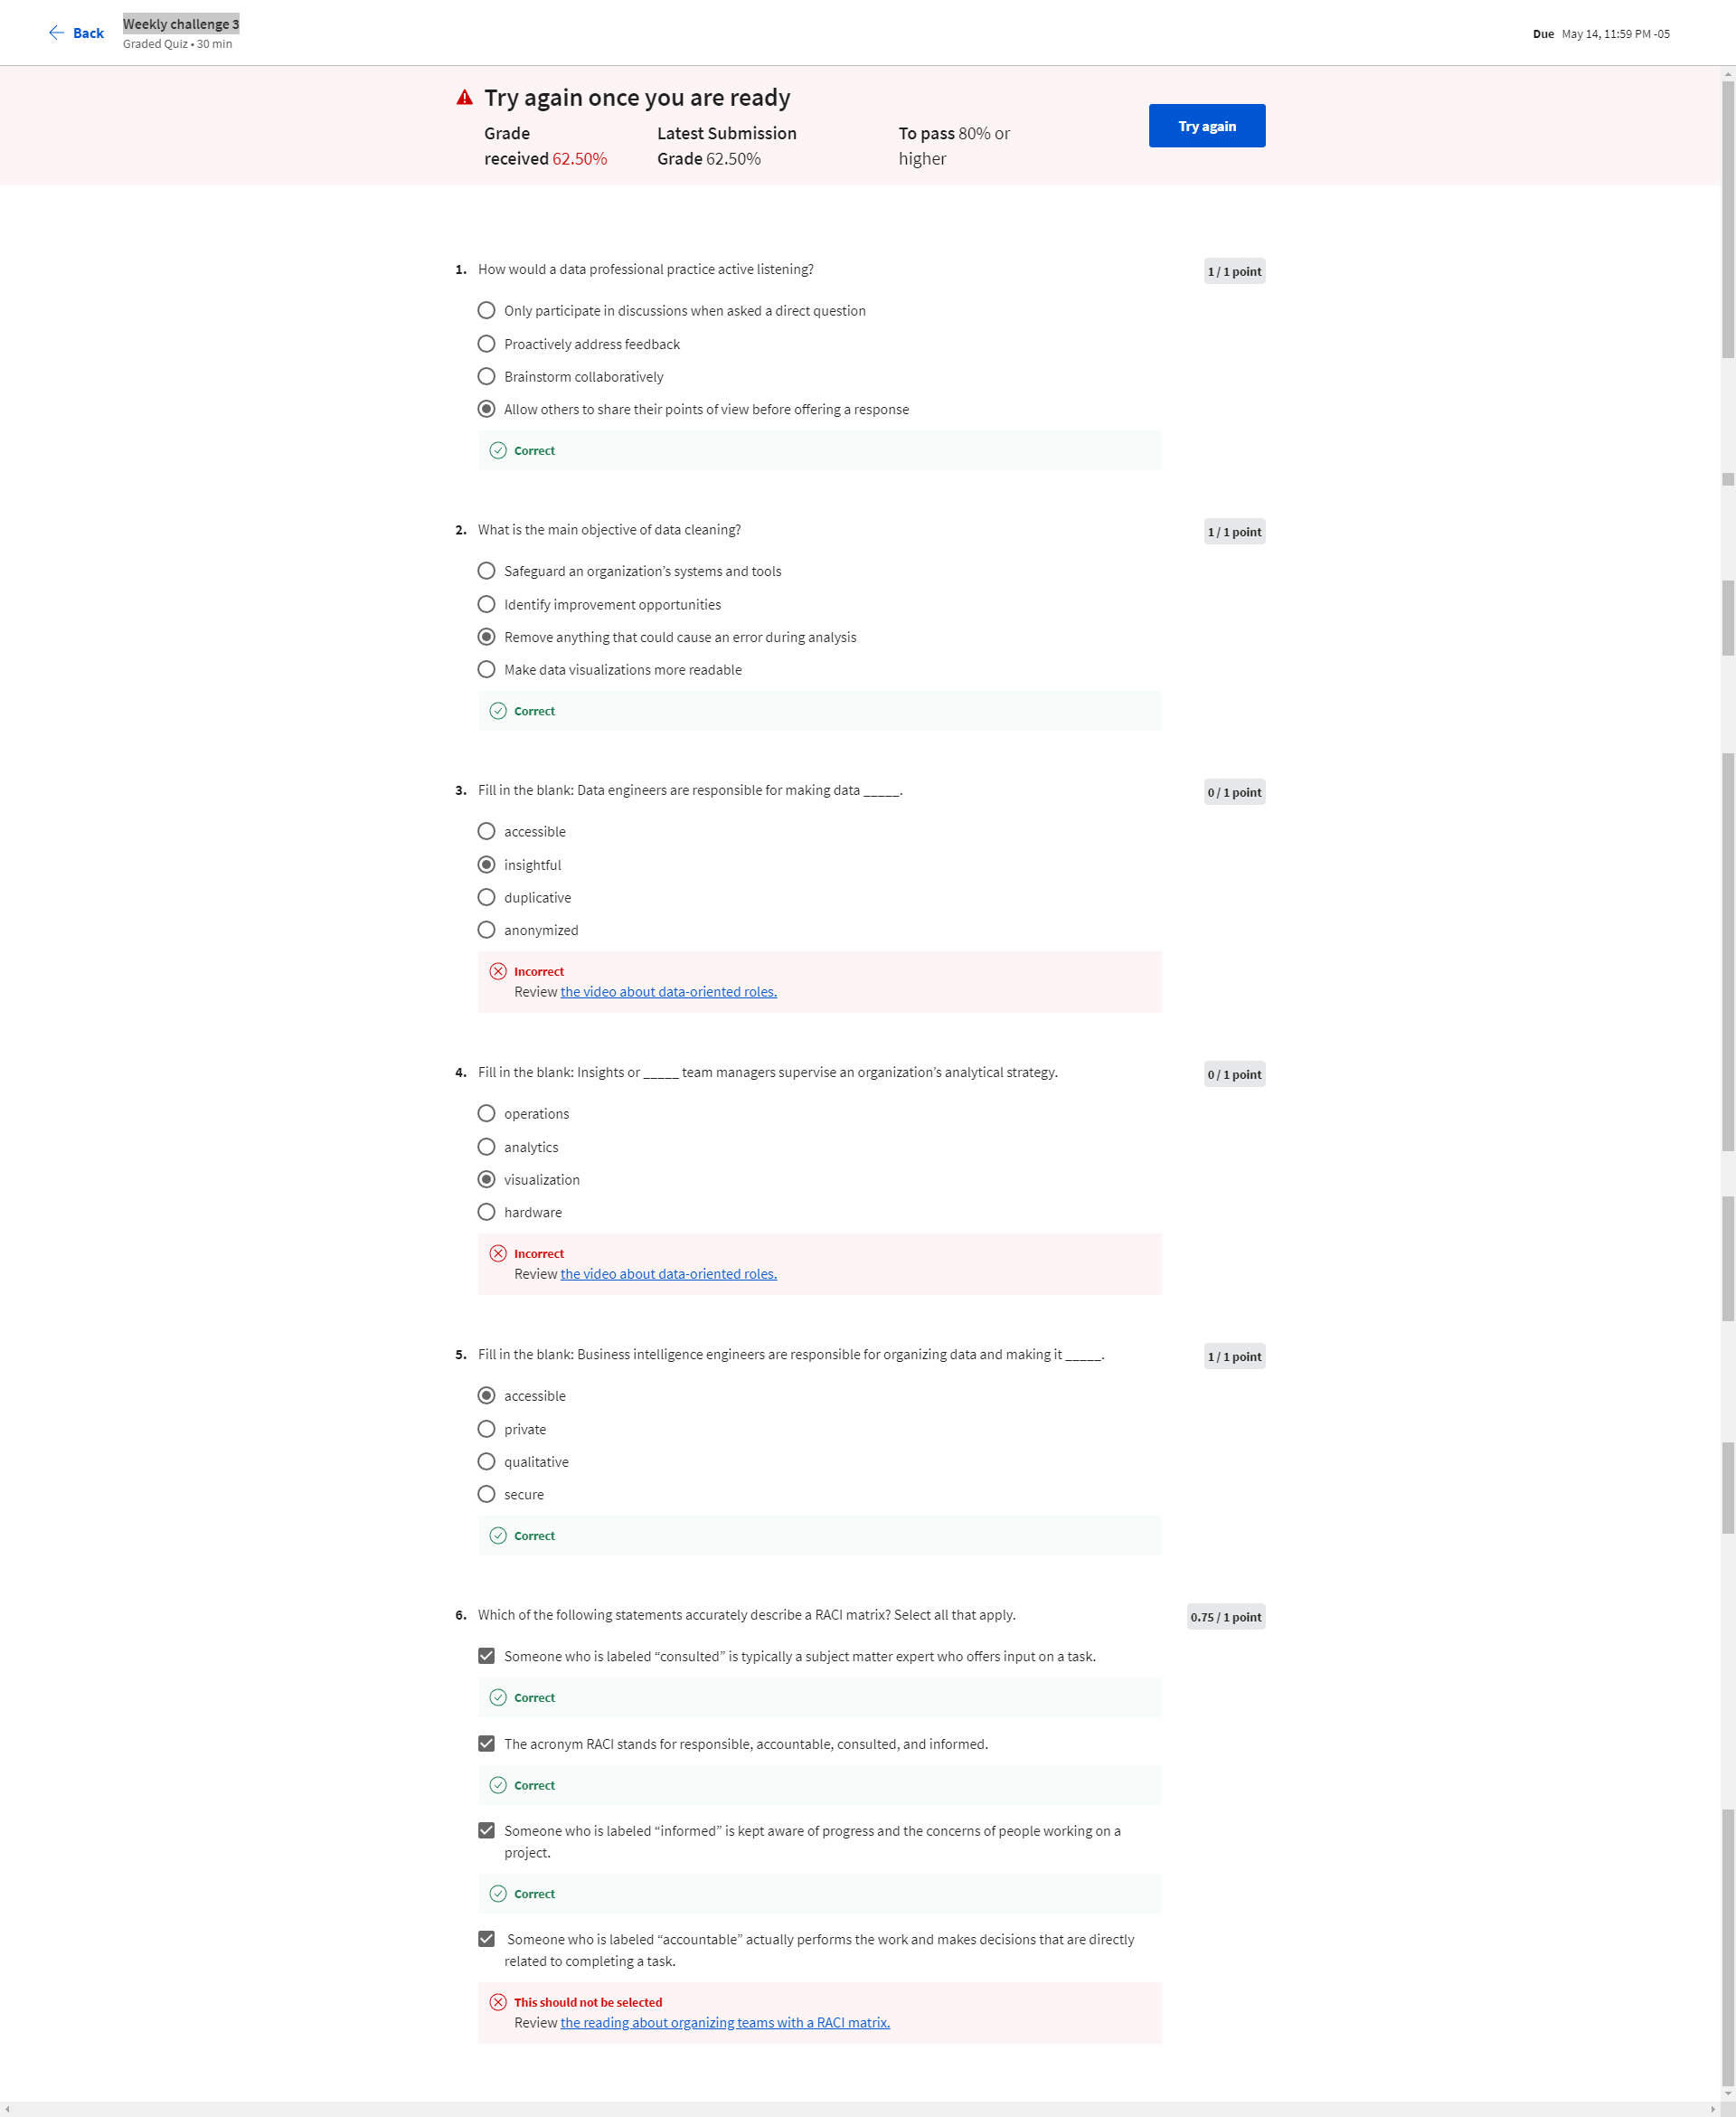 Back
Weekly challenge 3
Graded Quiz • 30 min
Due May 14, 11:59 PM -05
Try again once you are ready
Grade received 62.50%
Latest Submission Grade 62.50%
To pass 80% or higher
Try again
1. How would a data professional practice active listening?
1 / 1 point
Only participate in discussions when asked a direct question
Proactively address feedback
Brainstorm collaboratively
Allow others to share their points of view before offering a response
Correct
2. What is the main objective of data cleaning?
1 / 1 point
Safeguard an organization’s systems and tools
Identify improvement opportunities
Remove anything that could cause an error during analysis
Make data visualizations more readable
Correct
3. Fill in the blank: Data engineers are responsible for making data _____.
0 / 1 point
accessible
insightful
duplicative
anonymized
Incorrect
Review the video about data-oriented roles.
4. Fill in the blank: Insights or _____ team managers supervise an organization’s analytical strategy.
0 / 1 point
operations
analytics
visualization
hardware
Incorrect
Review the video about data-oriented roles.
5. Fill in the blank: Business intelligence engineers are responsible for organizing data and making it _____.
1 / 1 point
accessible
private
qualitative
secure
Correct
6. Which of the following statements accurately describe a RACI matrix? Select all that apply.
0.75 / 1 point
Someone who is labeled “consulted” is typically a subject matter expert who offers input on a task.
Correct
The acronym RACI stands for responsible, accountable, consulted, and informed.
Correct
Someone who is labeled “informed” is kept aware of progress and the concerns of people working on a
project.
Correct
Someone who is labeled “accountable” actually performs the work and makes decisions that are directly
related to completing a task.
This should not be selected
Review the reading about organizing teams with a RACI matrix.